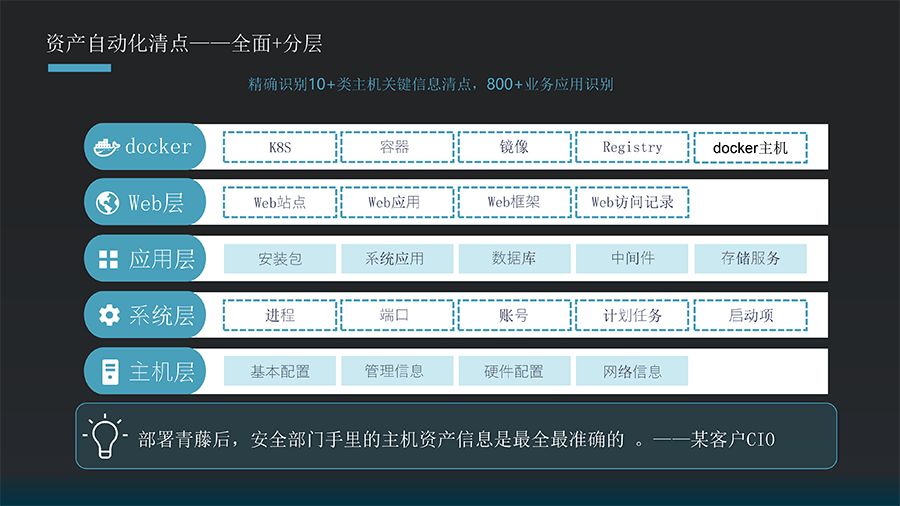 资产自动化清点——全面+分层
精确识别10+类主机关键信息清点，800+业务应用识别
docker K8S 容器 镜像 Registry docker主机
Web层 Web站点 Web应用 Web框架 Web访问记录
应用层 安装包 系统应用 数据库 中间件 存储服务
系统层 进程 端口 账号 计划任务 启动项
主机层 基本配置 管理信息 硬件配置 网络信息
部署青藤后，安全部门手里的主机资产信息是最全最准确的 。——某客户CIO